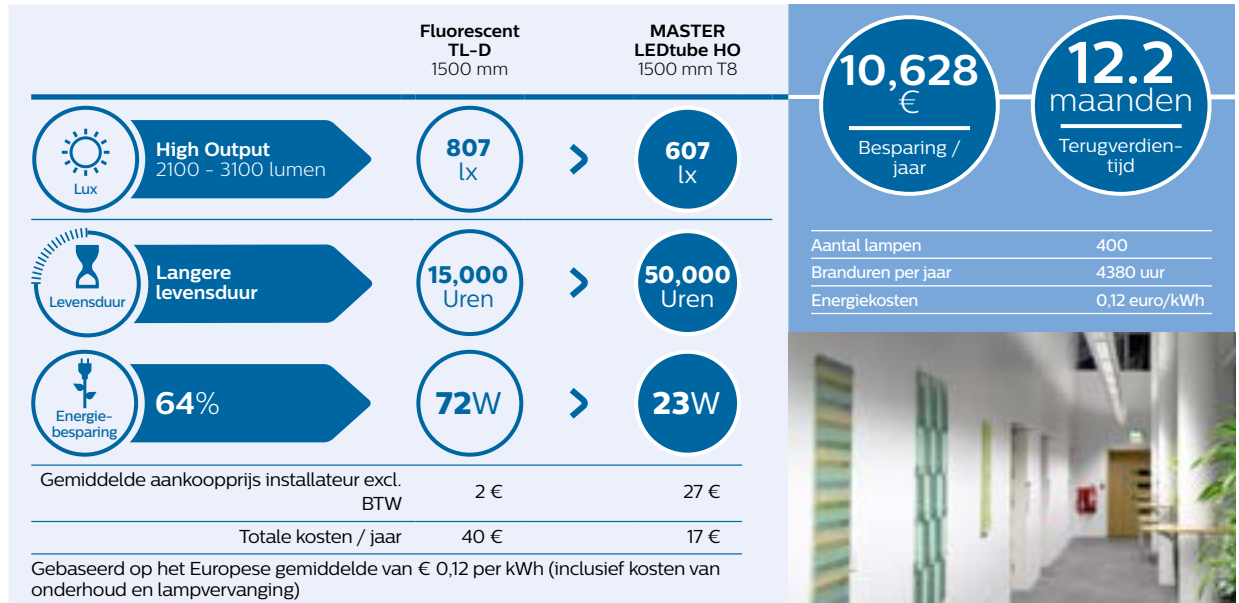 Fluorescent
TL-D
1500 mm
MASTER
LEDtube HO
1500 mm T8
Lux
High Output
2100 - 3100 lumen
807
lx
>
607
lx
Levensduur
Langere
levensduur
15,000
Uren
>
50,000
Uren
Energie-
besparing
64%
72W
>
23W
Gemiddelde aankoopprijs installateur excl.
BTW
2 €
27 €
Totale kosten / jaar
40 €
17 €
Gebaseerd op het Europese gemiddelde van € 0,12 per kWh (inclusief kosten van
onderhoud en lampvervanging)
10,628
€
Besparing /
jaar
12.2
maanden
Terugverdien-
tijd
Aantal lampen
400
Branduren per jaar
4380 uur
Energiekosten
0,12 euro/kWh